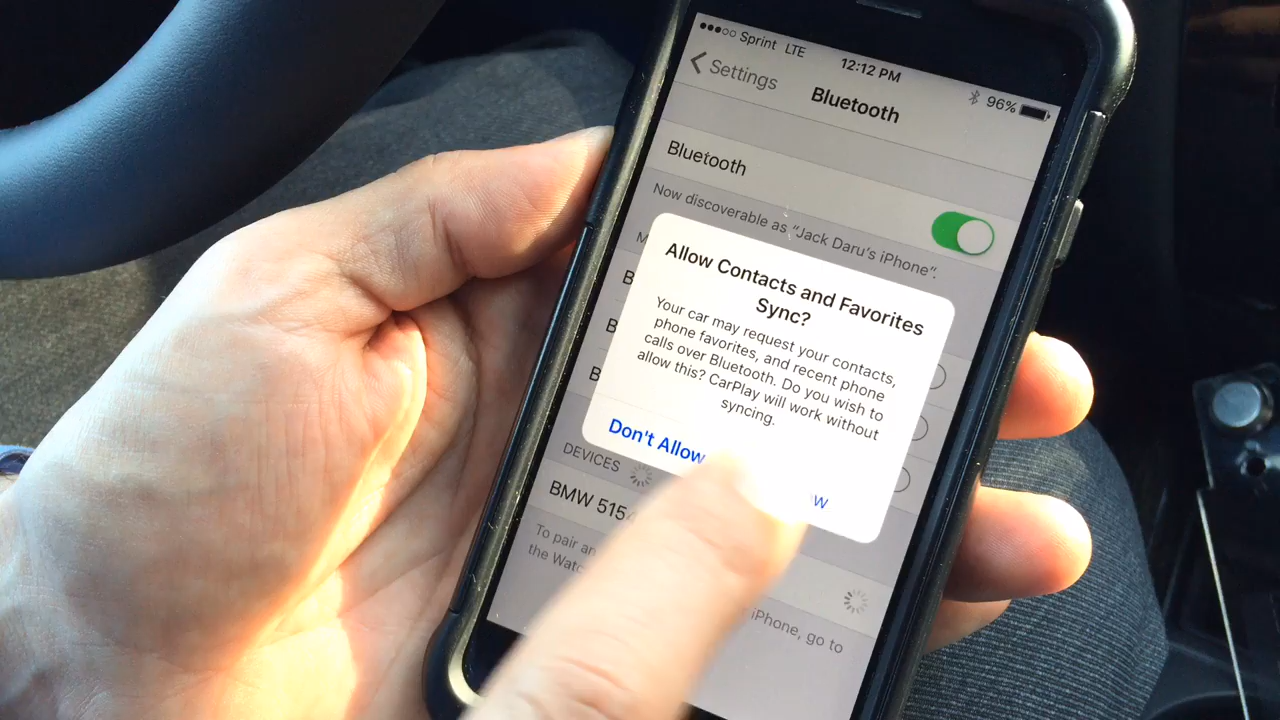 Sprint LTE
12:12 PM
96%
Settings
Bluetooth
Bluetooth
Now discoverable as “Jack Daru's iPhone”.
Allow Contacts and Favorites
Sync?
Your car may request your contacts,
phone favorites, and recent phone
calls over Bluetooth. Do you wish to
allow this? CarPlay will work without
syncing.
Don't Allow
DEVICES
BMW 515
To pair an
iPhone, go to
the Watc